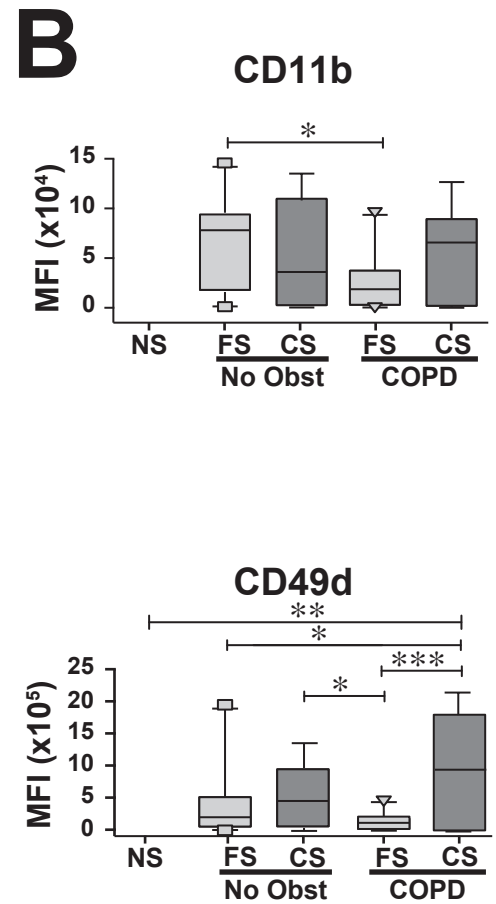 B
CD11b
*
15
10
5
0
MFI (x10⁴)
NS FS CS FS CS
No Obst COPD
CD49d
**
*
***
*
25
20
15
10
5
0
MFI (x10⁵)
NS FS CS FS CS
No Obst COPD